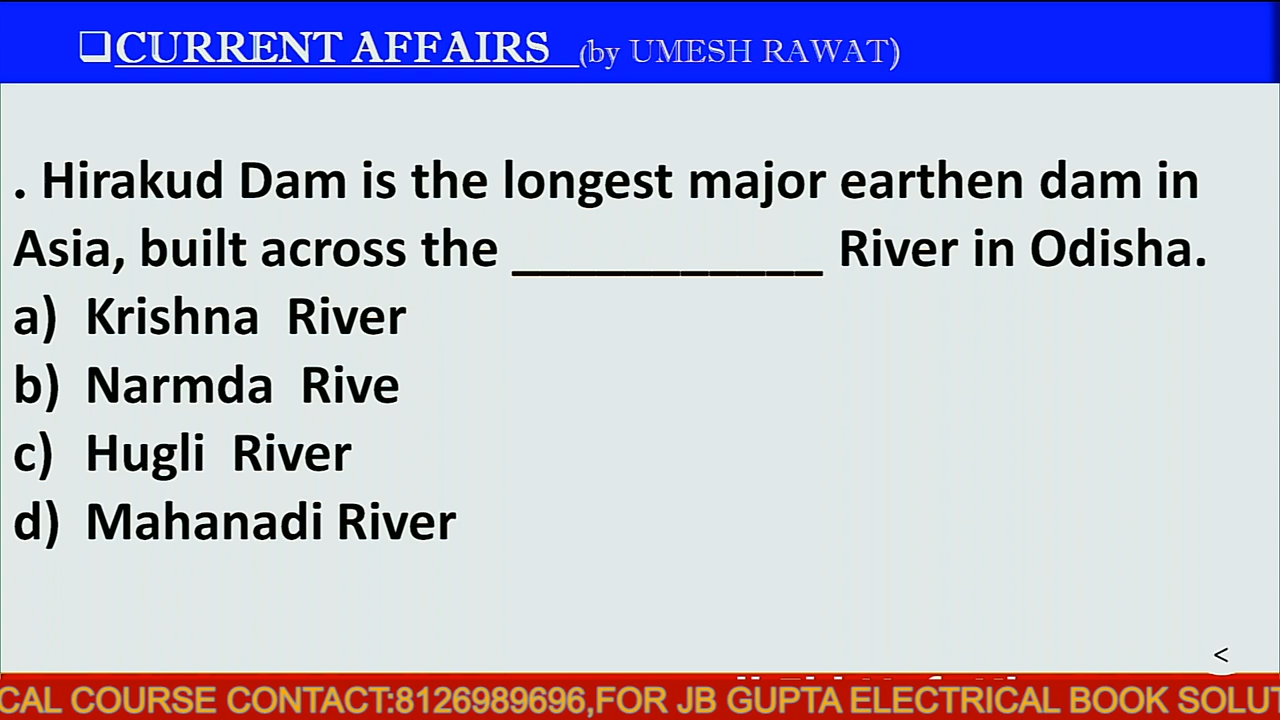 ❑CURRENT AFFAIRS (by UMESH RAWAT)
. Hirakud Dam is the longest major earthen dam in
Asia, built across the ___________ River in Odisha.
a) Krishna River
b) Narmda Rive
c) Hugli River
d) Mahanadi River
<
CAL COURSE CONTACT:8126989696,FOR JB GUPTA ELECTRICAL BOOK SOLUT